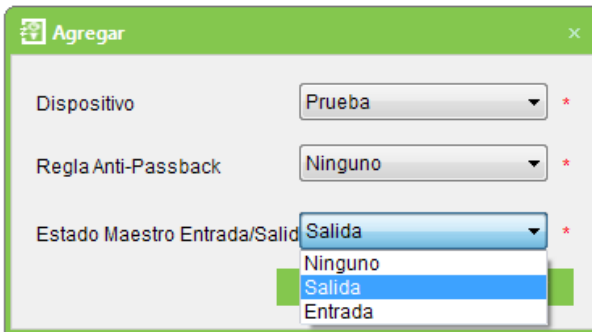 Agregar ×
Dispositivo Prueba *
Regla Anti-Passback Ninguno *
Estado Maestro Entrada/Salid Salida *
Ninguno
Salida
Entrada